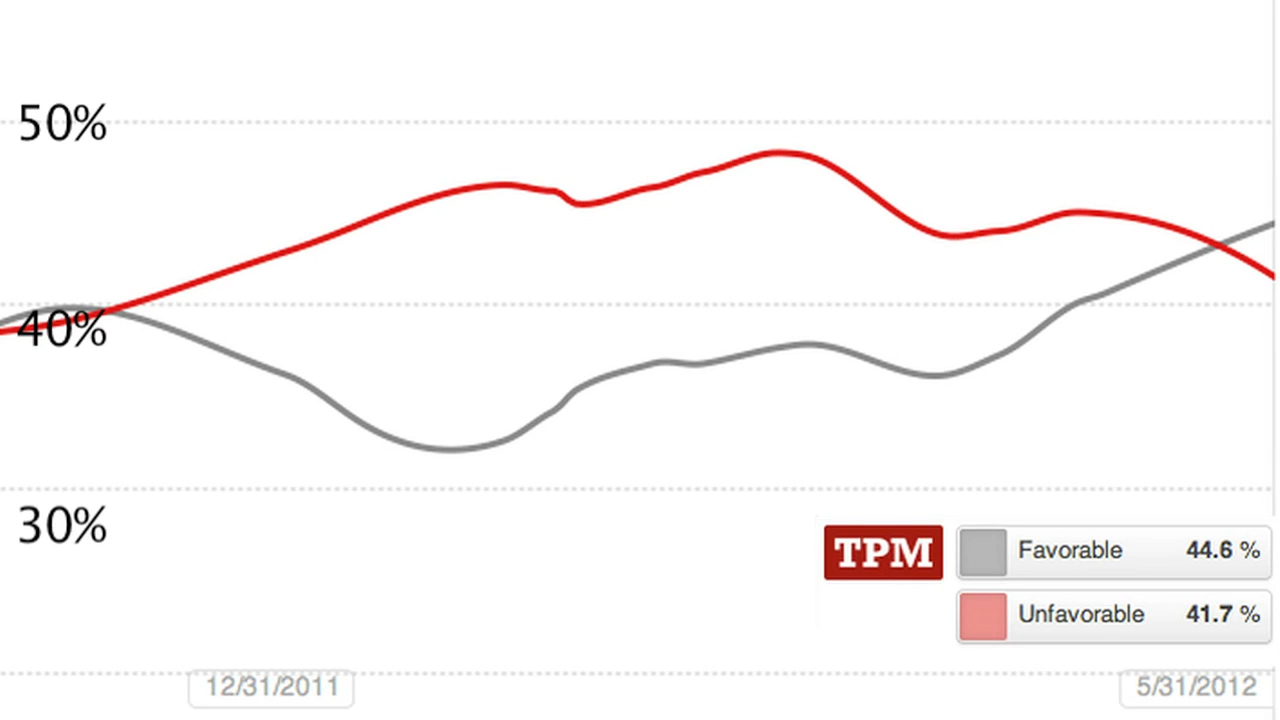 50%
40%
30%
TPM
Favorable 44.6 %
Unfavorable 41.7 %
12/31/2011
5/31/2012